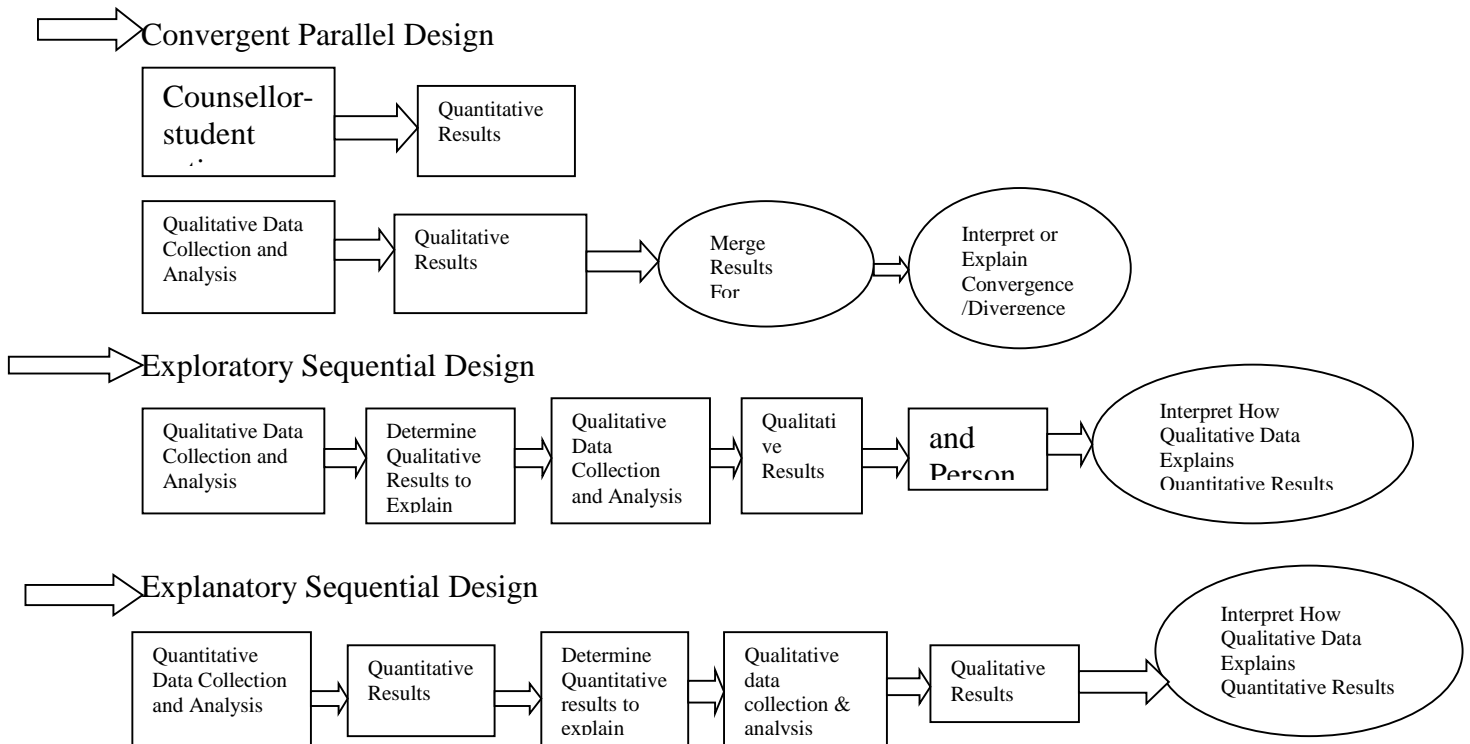 Convergent Parallel Design
Counsellor-
student
Quantitative
Results
Qualitative Data
Collection and
Analysis
Qualitative
Results
Merge
Results
For
Interpret or
Explain
Convergence
/Divergence
Exploratory Sequential Design
Qualitative Data
Collection and
Analysis
Determine
Qualitative
Results to
Explain
Qualitative
Data
Collection
and Analysis
Qualitati
ve
Results
and
Person
Interpret How
Qualitative Data
Explains
Quantitative Results
Explanatory Sequential Design
Quantitative
Data Collection
and Analysis
Quantitative
Results
Determine
Quantitative
results to
explain
Qualitative
data
collection &
analysis
Qualitative
Results
Interpret How
Qualitative Data
Explains
Quantitative Results